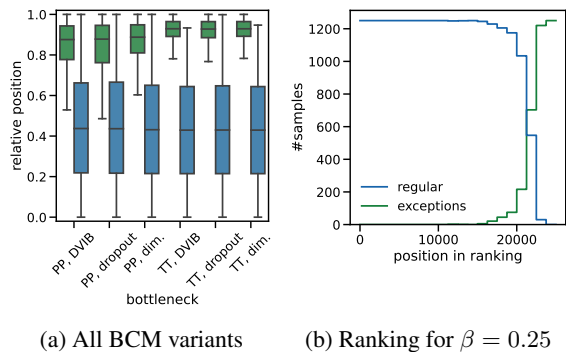 1.0
0.8
0.6
0.4
0.2
0.0
relative position
PP, DVIB
PP, dropout
PP, dim.
TT, DVIB
TT, dropout
TT, dim.
bottleneck
(a) All BCM variants
1200
1000
800
600
400
200
0
#samples
regular
exceptions
0
10000
20000
position in ranking
(b) Ranking for β = 0.25